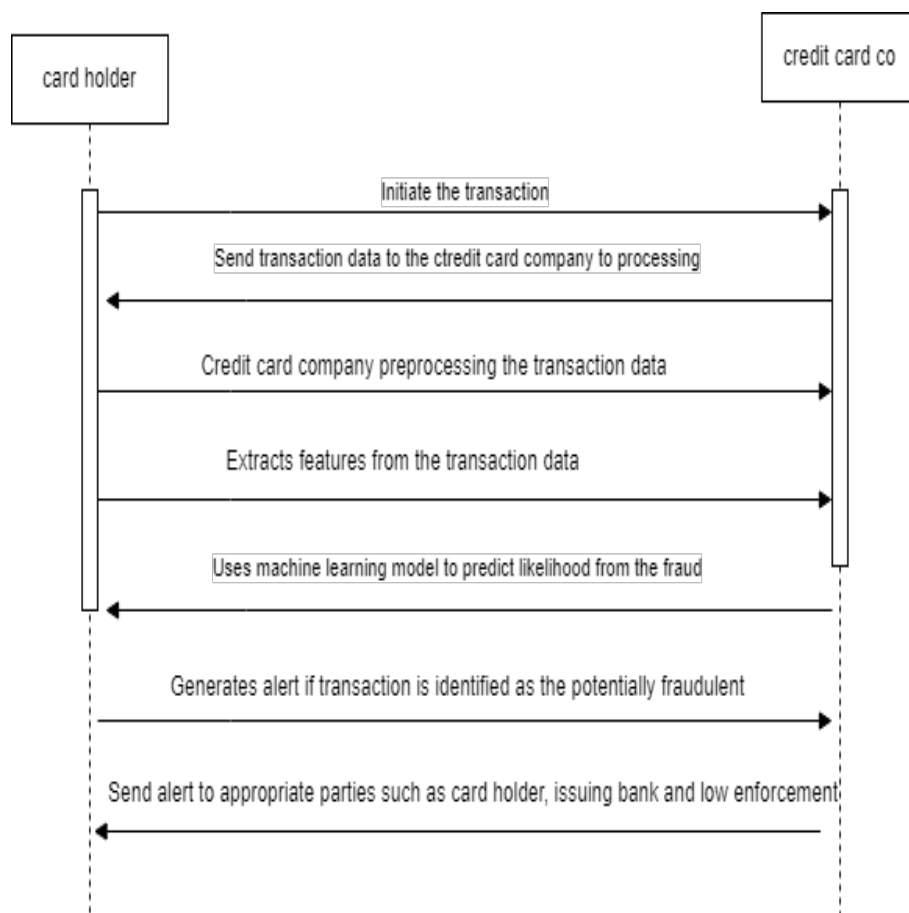 card holder
credit card co
Initiate the transaction
Send transaction data to the ctredit card company to processing
Credit card company preprocessing the transaction data
Extracts features from the transaction data
Uses machine learning model to predict likelihood from the fraud
Generates alert if transaction is identified as the potentially fraudulent
Send alert to appropriate parties such as card holder, issuing bank and low enforcement